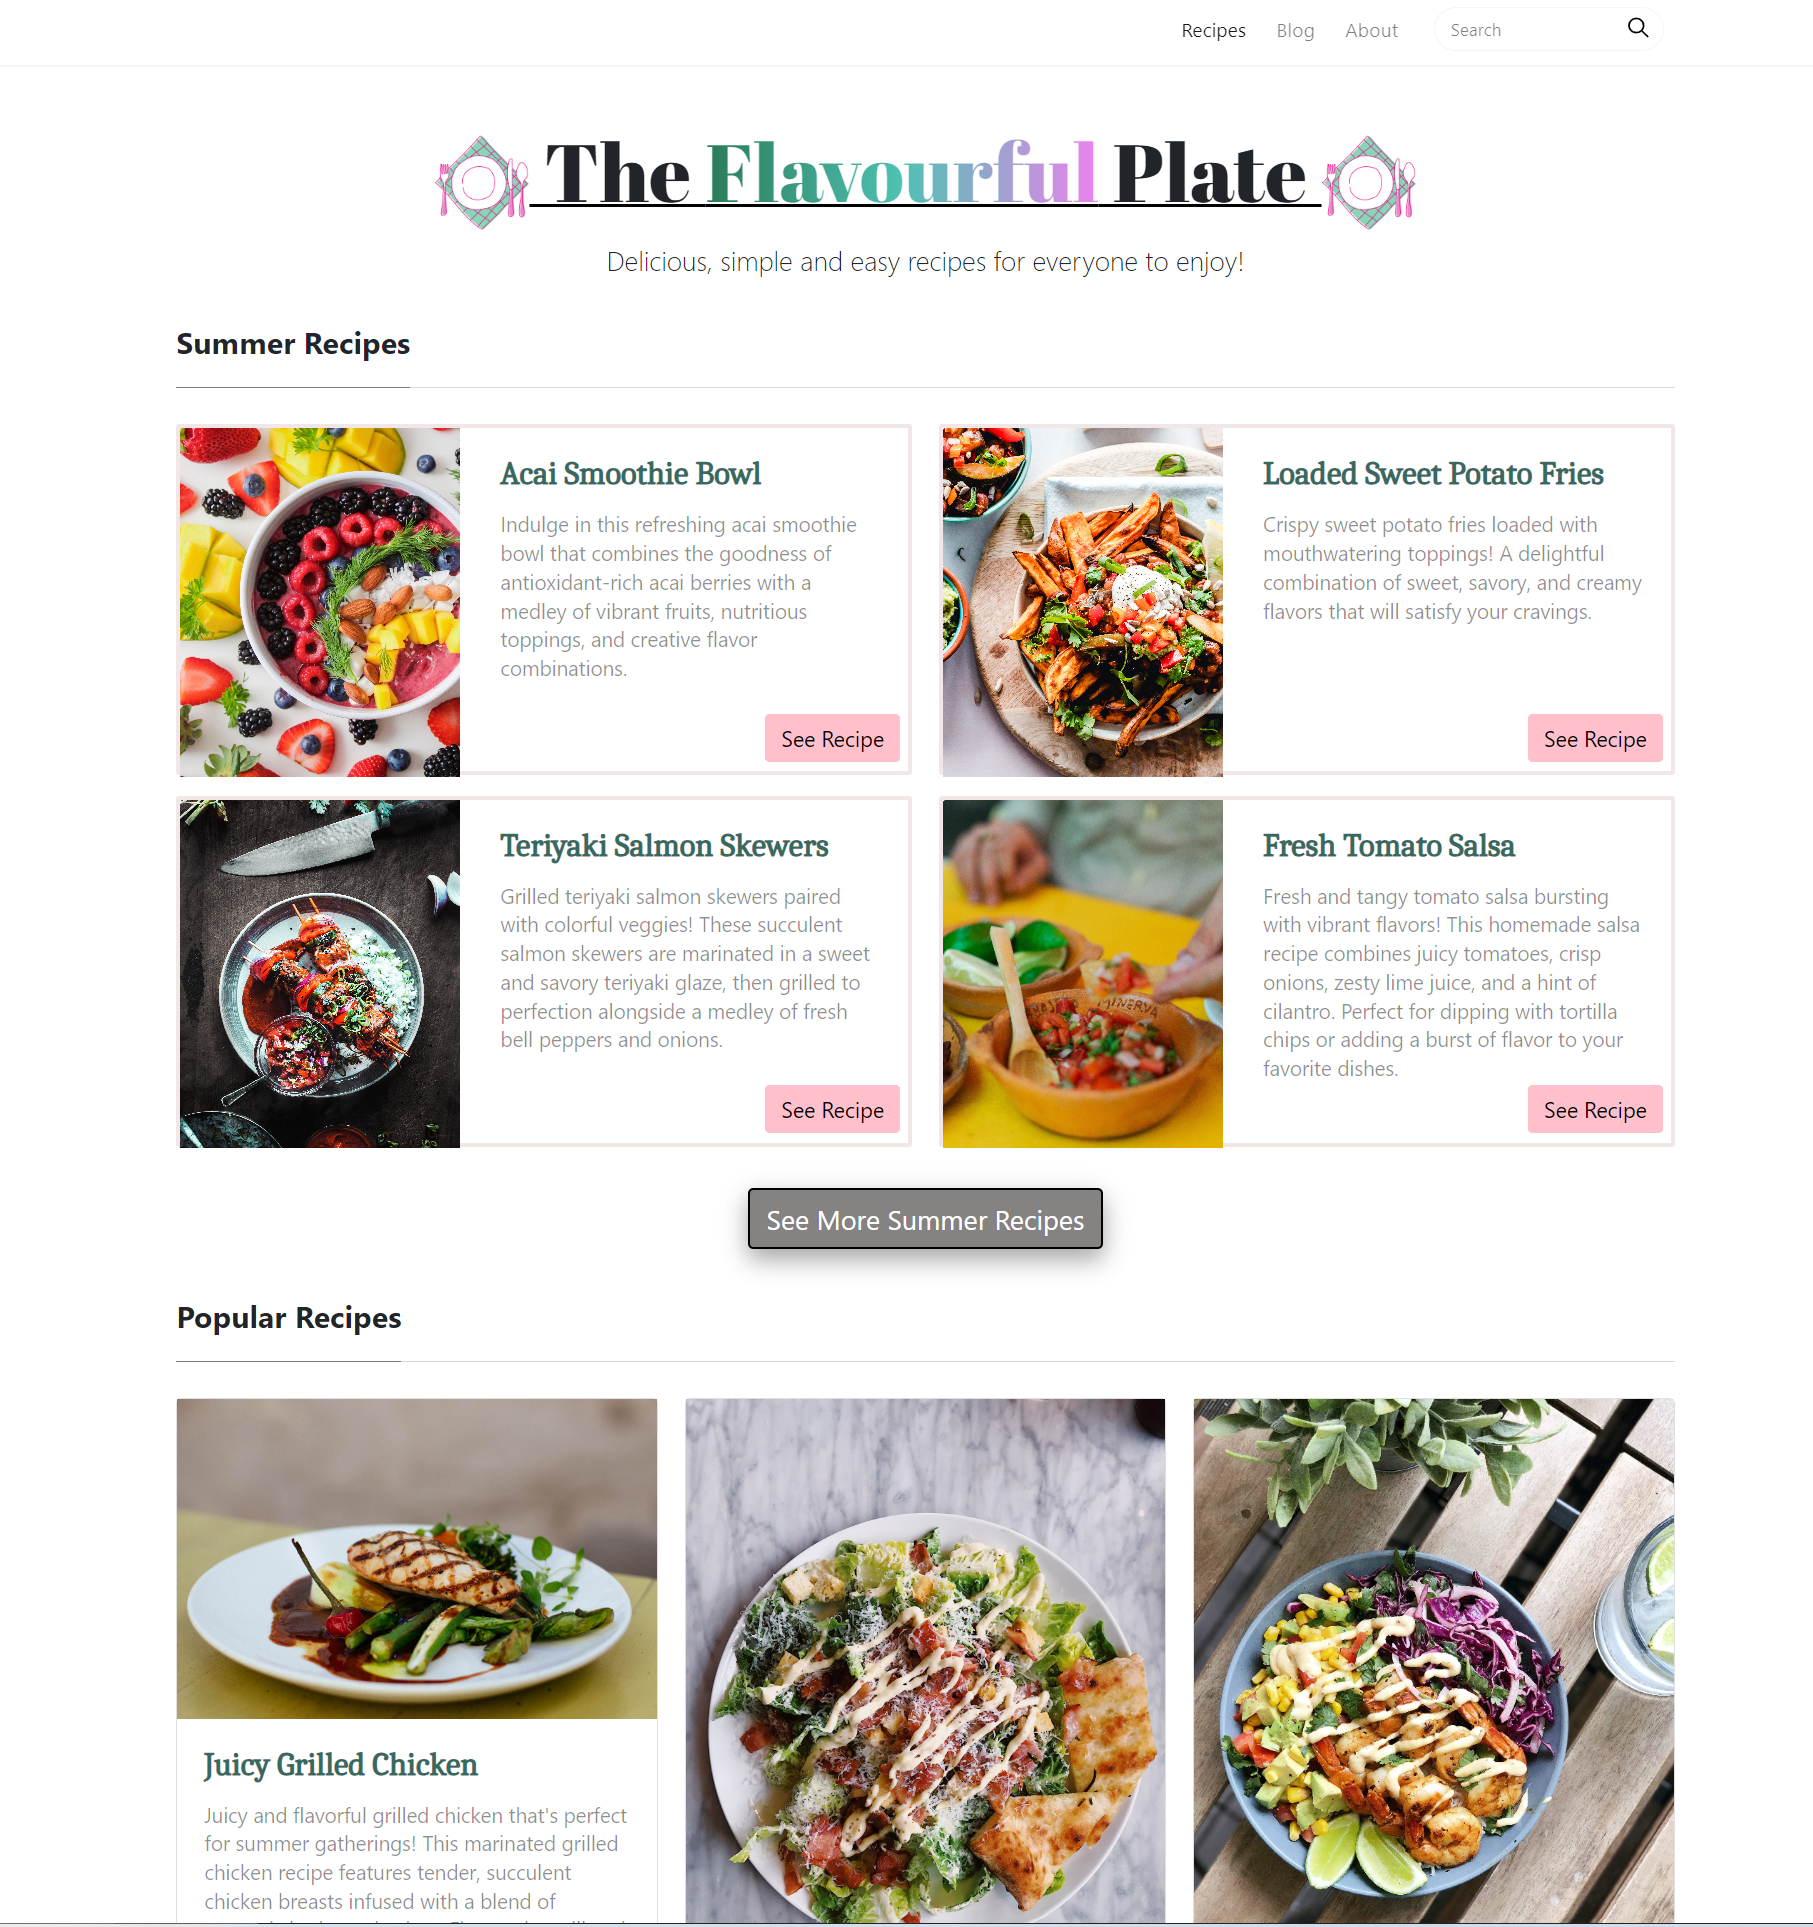 Recipes Blog About Search
The Flavourful Plate
Delicious, simple and easy recipes for everyone to enjoy!
Summer Recipes
Acai Smoothie Bowl
Indulge in this refreshing acai smoothie
bowl that combines the goodness of
antioxidant-rich acai berries with a
medley of vibrant fruits, nutritious
toppings, and creative flavor
combinations.
See Recipe
Loaded Sweet Potato Fries
Crispy sweet potato fries loaded with
mouthwatering toppings! A delightful
combination of sweet, savory, and creamy
flavors that will satisfy your cravings.
See Recipe
Teriyaki Salmon Skewers
Grilled teriyaki salmon skewers paired
with colorful veggies! These succulent
salmon skewers are marinated in a sweet
and savory teriyaki glaze, then grilled to
perfection alongside a medley of fresh
bell peppers and onions.
See Recipe
Fresh Tomato Salsa
MINERVA
Fresh and tangy tomato salsa bursting
with vibrant flavors! This homemade salsa
recipe combines juicy tomatoes, crisp
onions, zesty lime juice, and a hint of
cilantro. Perfect for dipping with tortilla
chips or adding a burst of flavor to your
favorite dishes.
See Recipe
See More Summer Recipes
Popular Recipes
Juicy Grilled Chicken
Juicy and flavorful grilled chicken that's perfect
for summer gatherings! This marinated grilled
chicken recipe features tender, succulent
chicken breasts infused with a blend of